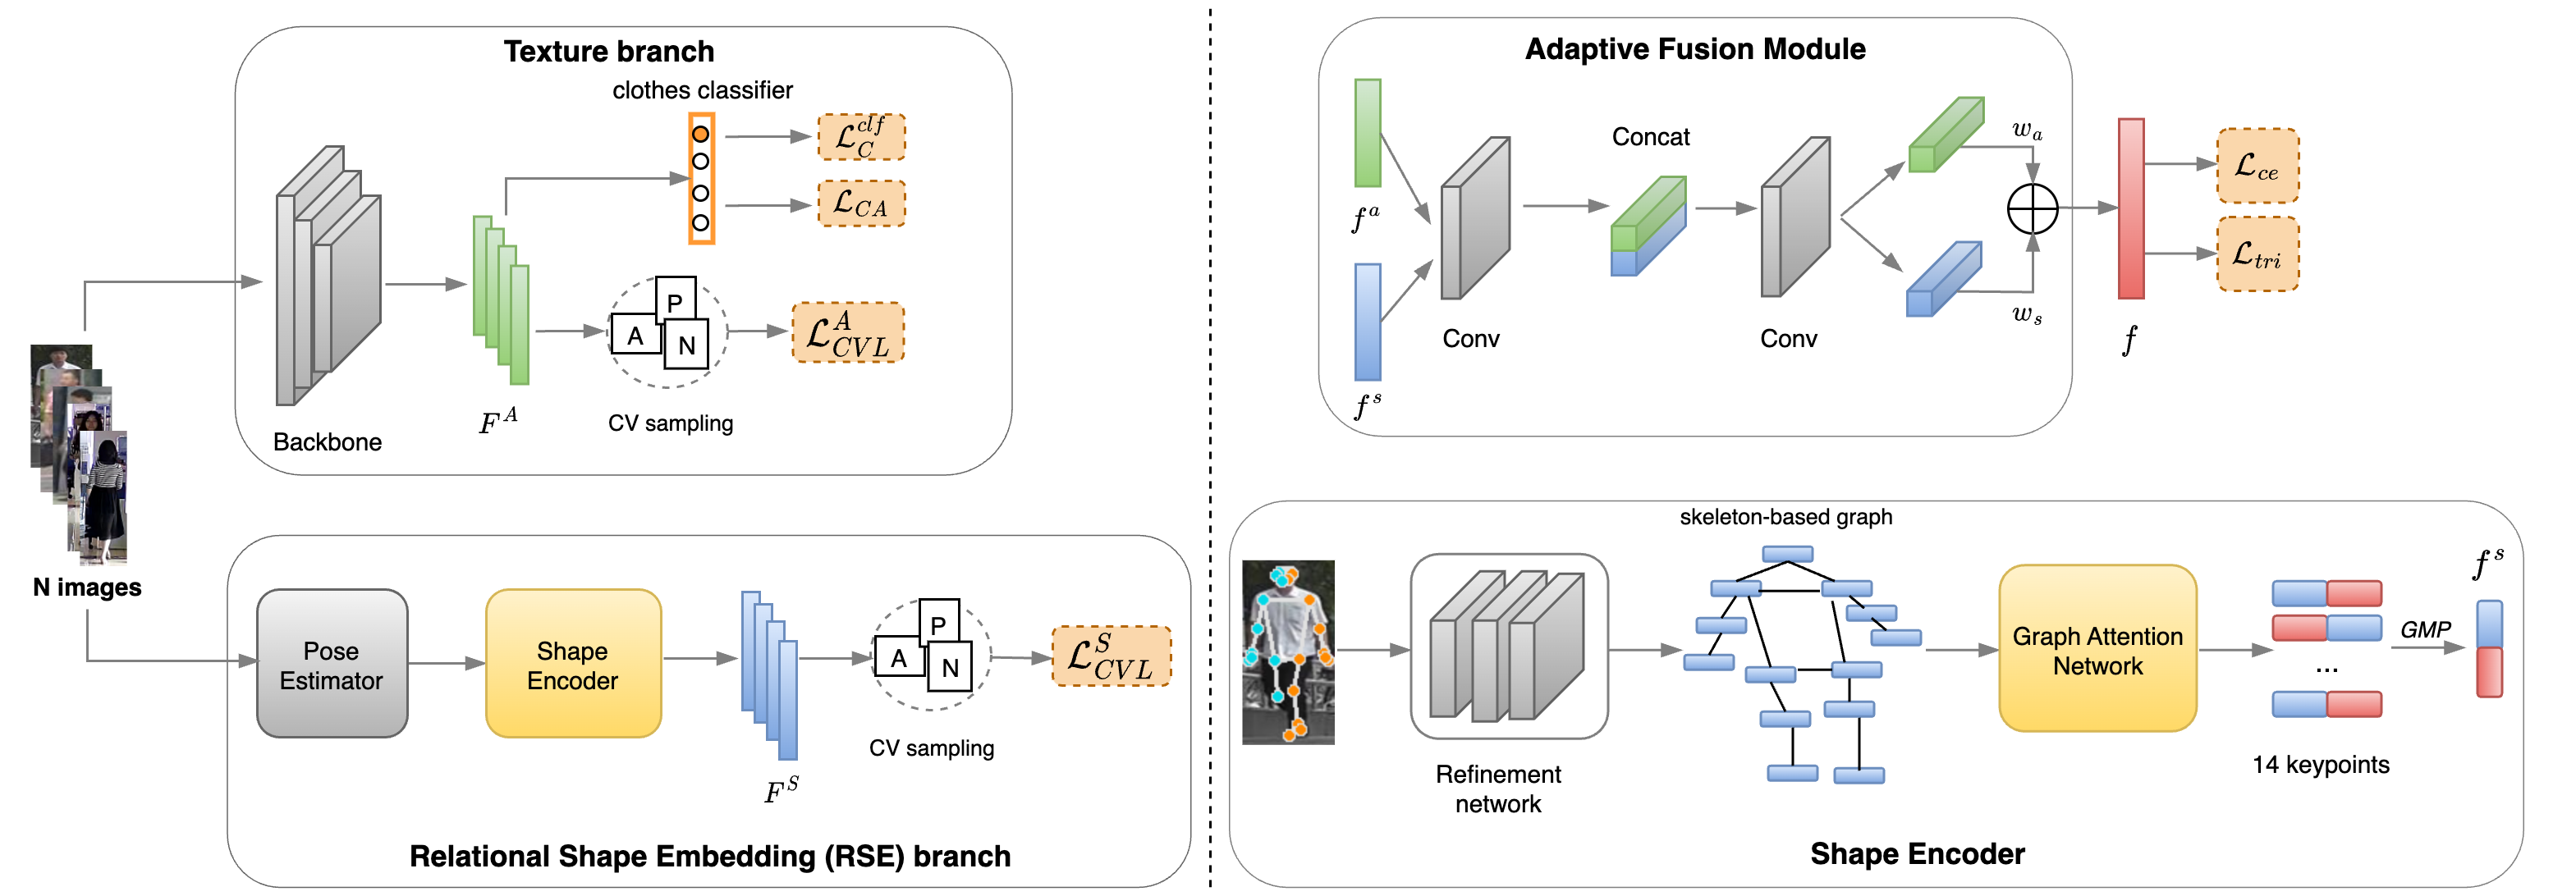 Texture branch
clothes classifier
$\mathcal{L}_{C}^{clf}$
$\mathcal{L}_{CA}$
P
A
N
$\mathcal{L}_{CVL}^{A}$
$F^{A}$
CV sampling
Backbone
N images
Pose
Estimator
Shape
Encoder
P
A
N
$\mathcal{L}_{CVL}^{S}$
CV sampling
$F^{S}$
Relational Shape Embedding (RSE) branch
Adaptive Fusion Module
$f^{a}$
$f^{s}$
Conv
Concat
Conv
$w_a$
$w_s$
$f$
$\mathcal{L}_{ce}$
$\mathcal{L}_{tri}$
skeleton-based graph
Refinement
network
Graph Attention
Network
...
14 keypoints
GMP
$f^{s}$
Shape Encoder